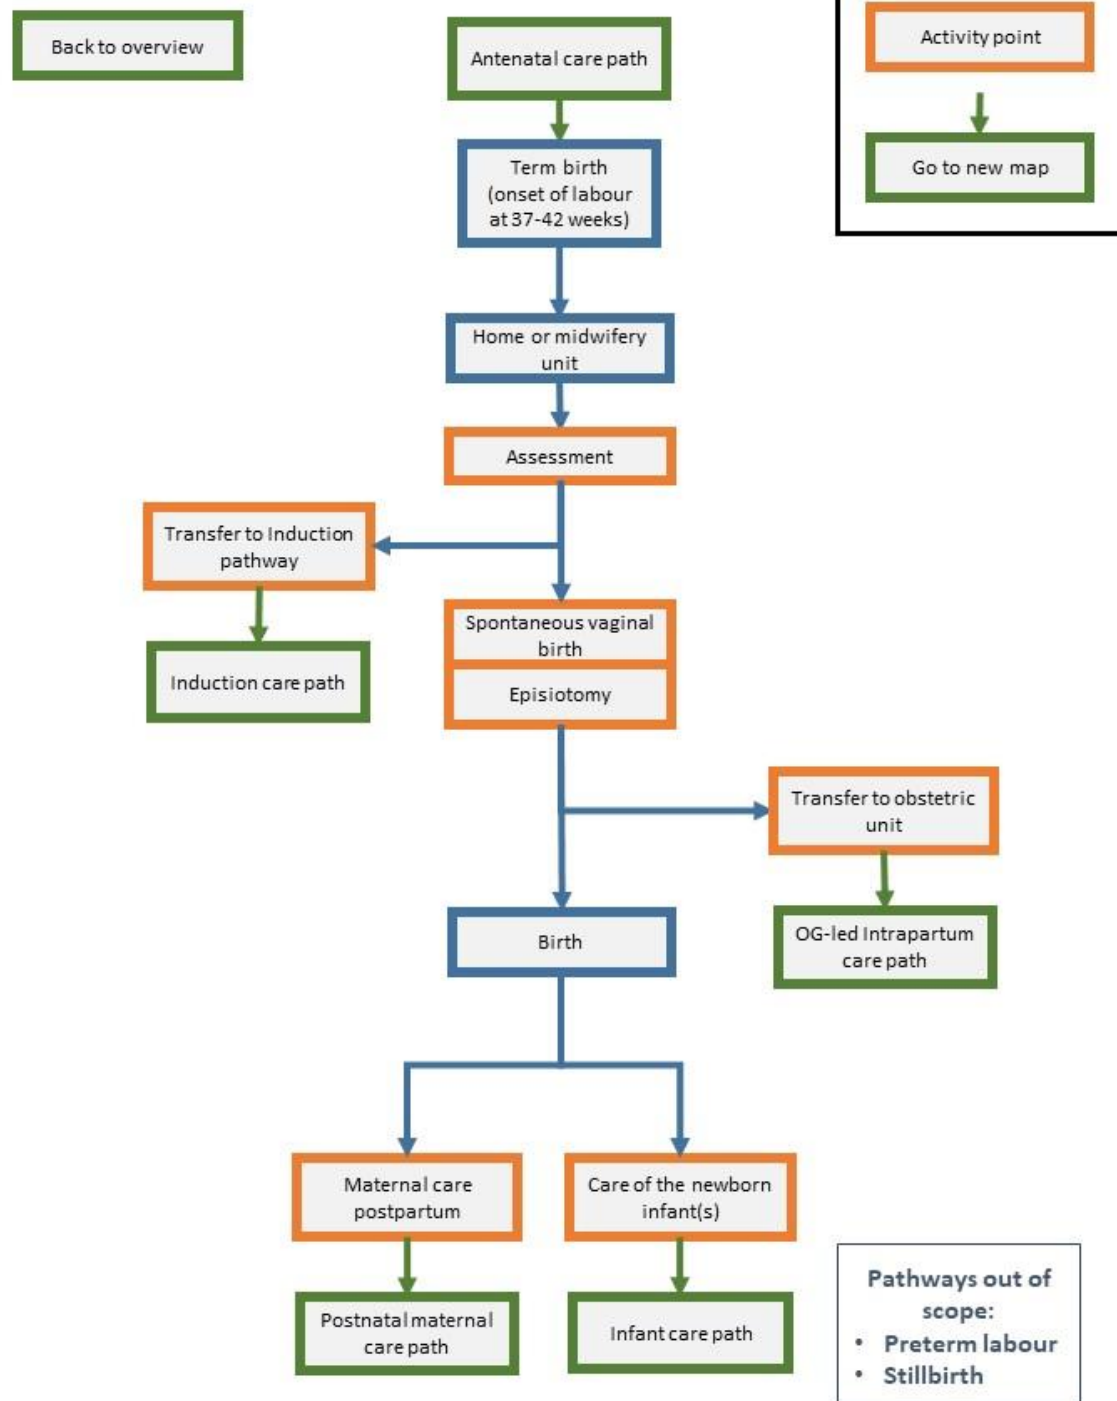 Back to overview
Antenatal care path
Activity point
Go to new map
Term birth
(onset of labour
at 37-42 weeks)
Home or midwifery
unit
Assessment
Transfer to Induction
pathway
Induction care path
Spontaneous vaginal
birth
Episiotomy
Transfer to obstetric
unit
OG-led Intrapartum
care path
Birth
Maternal care
postpartum
Care of the newborn
infant(s)
Postnatal maternal
care path
Infant care path
Pathways out of
scope:
• Preterm labour
• Stillbirth